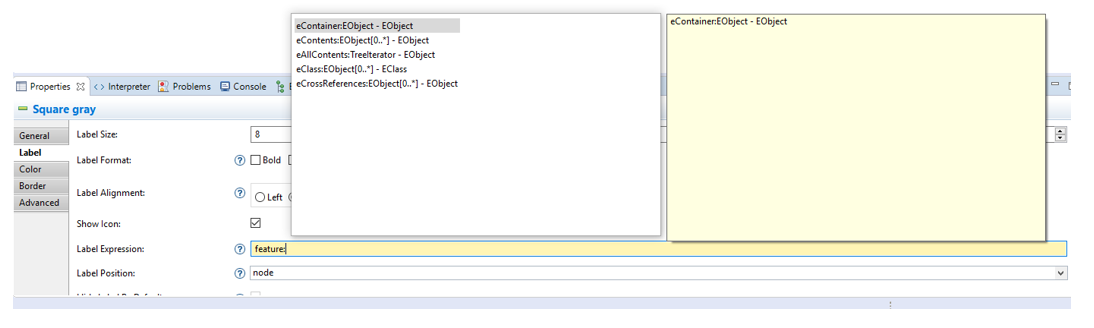 eContainer:EObject - EObject
eContents:EObject[0..*] - EObject
eAllContents:TreeIterator - EObject
eClass:EObject[0..*] - EClass
eCrossReferences:EObject[0..*] - EObject
eContainer:EObject - EObject
Properties Interpreter Problems Console
Square gray
General
Label
Color
Border
Advanced
Label Size: 8
Label Format: Bold
Label Alignment: Left
Show Icon:
Label Expression: feature:
Label Position: node